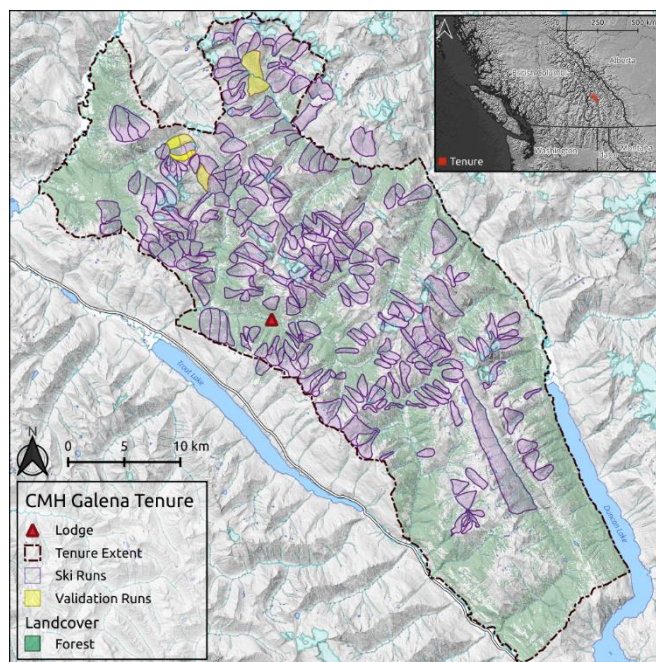 0 250 500 km
British Columbia
Alberta
Washington
Montana
Tenure
Trout Lake
Duncan Lake
N
0 5 10 km
CMH Galena Tenure
Lodge
Tenure Extent
Ski Runs
Validation Runs
Landcover
Forest